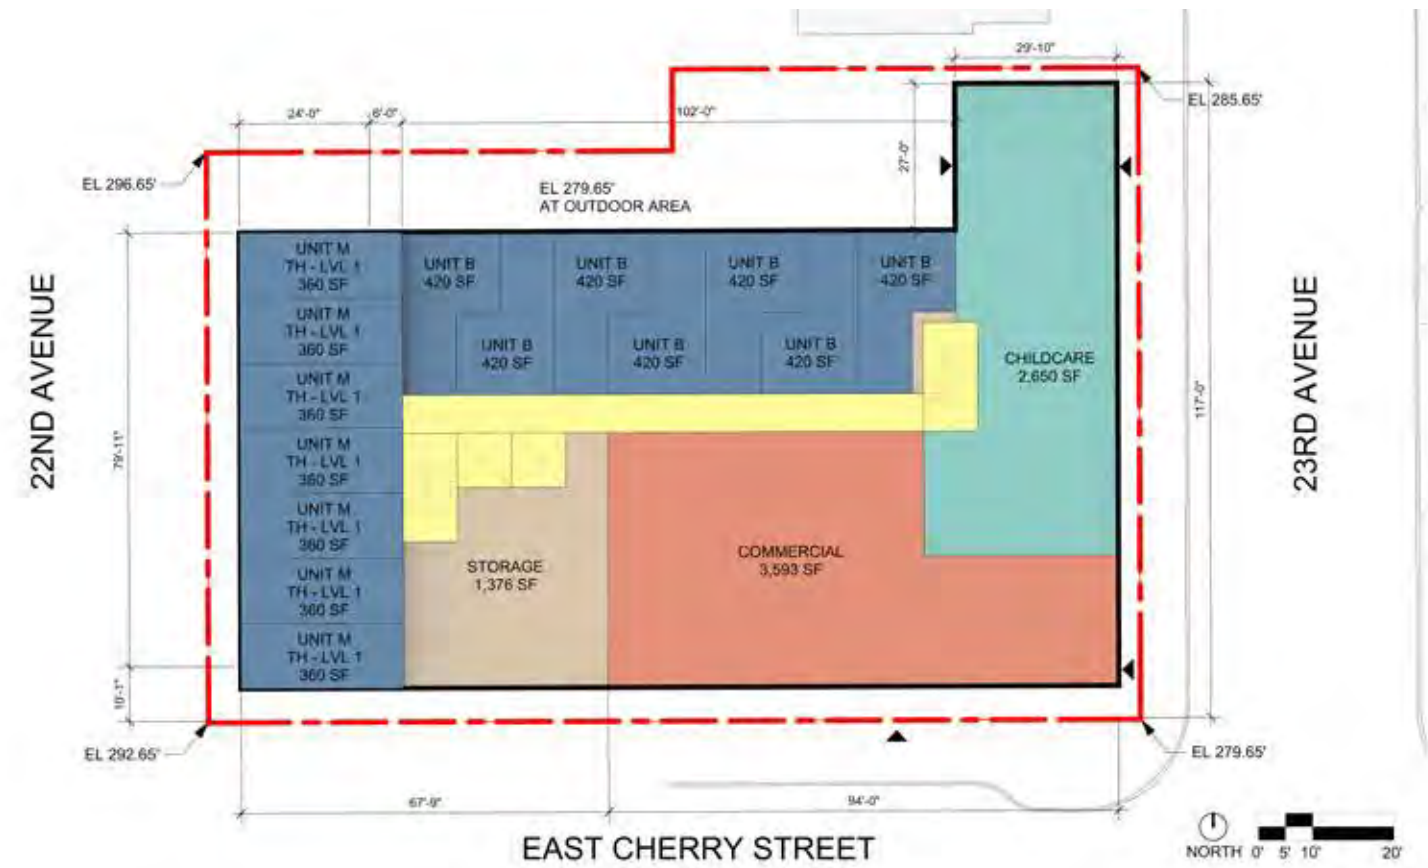 29'-10"
EL 285.65'
24'-0"
6'-0"
102'-0"
27'-0"
EL 296.65'
EL 279.65'
AT OUTDOOR AREA
UNIT M
TH - LVL 1
360 SF
UNIT B
420 SF
UNIT B
420 SF
UNIT B
420 SF
UNIT B
420 SF
22ND AVENUE
23RD AVENUE
UNIT M
TH - LVL 1
360 SF
UNIT B
420 SF
UNIT B
420 SF
UNIT B
420 SF
CHILDCARE
2,650 SF
UNIT M
TH - LVL 1
360 SF
117'-0"
79'-11"
UNIT M
TH - LVL 1
360 SF
UNIT M
TH - LVL 1
360 SF
COMMERCIAL
3,593 SF
STORAGE
1,376 SF
UNIT M
TH - LVL 1
360 SF
UNIT M
TH - LVL 1
360 SF
10'-1"
EL 292.65'
EL 279.65'
67'-9"
94'-0"
EAST CHERRY STREET
NORTH 0' 5' 10' 20'